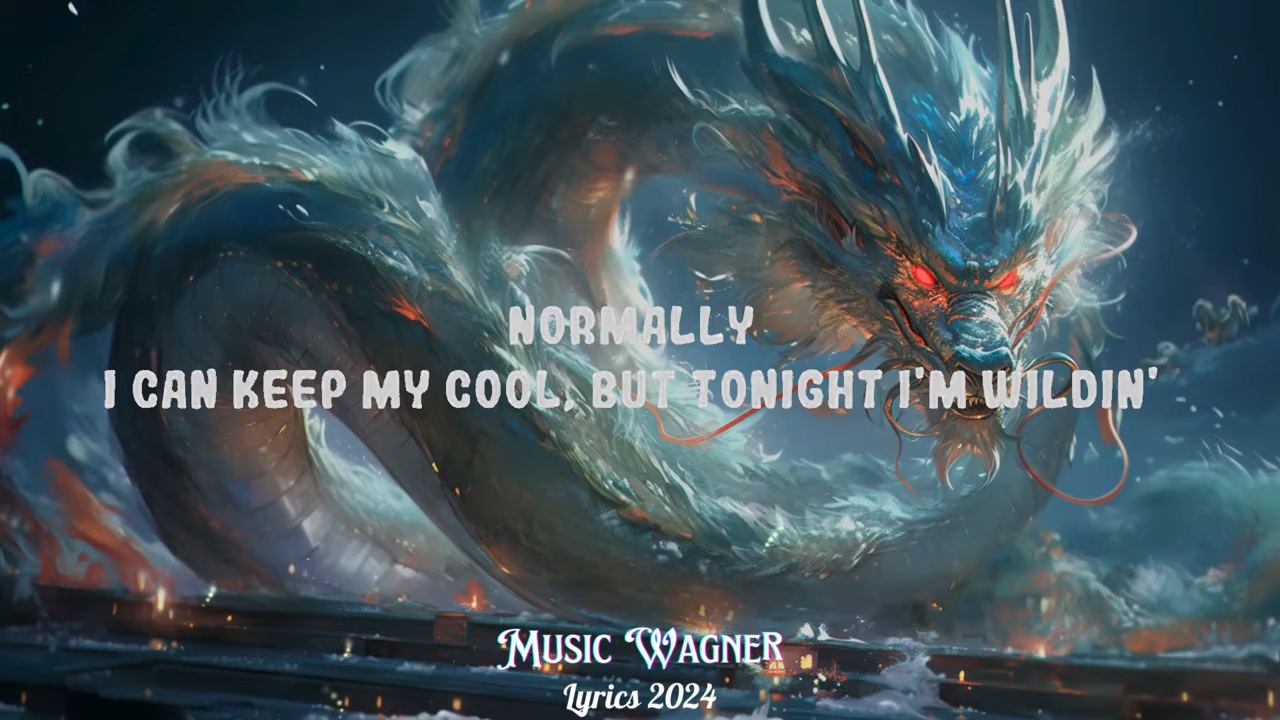 NORMALLY
I CAN KEEP MY COOL, BUT TONIGHT I'M WILDIN'
Music Wagner
Lyrics 2024